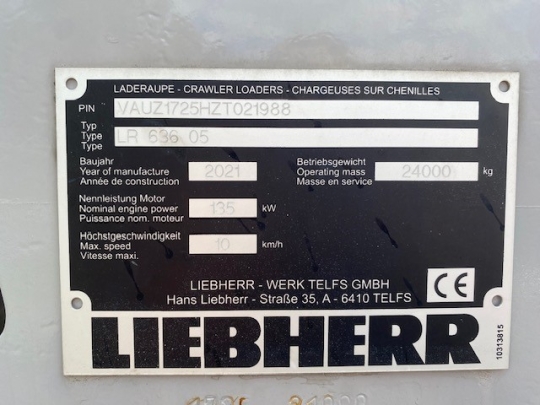 LADERAUPE - CRAWLER LOADERS - CHARGEUSES SUR CHENILLES
PIN VAUZ1725HZT021988
Typ
Type LR 636 05
Type
Baujahr
Year of manufacture 2021
Année de construction
Betriebsgewicht
Operating mass 24000 kg
Masse en service
Nennleistung Motor
Nominal engine power 135 kW
Puissance nom. moteur
Höchstgeschwindigkeit
Max. speed 10 km/h
Vitesse maxi.
LIEBHERR - WERK TELFS GMBH
Hans Liebherr - Straße 35, A - 6410 TELFS
CE
LIEBHERR
10313815